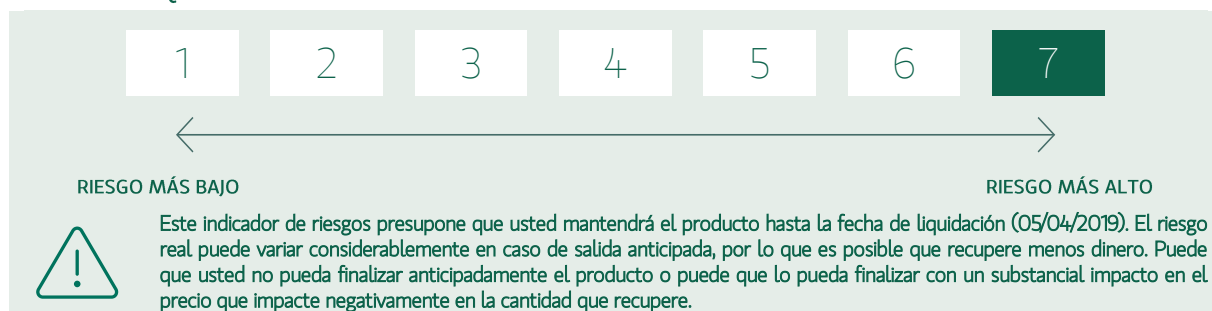 1 2 3 4 5 6 7
RIESGO MÁS BAJO RIESGO MÁS ALTO
Este indicador de riesgos presupone que usted mantendrá el producto hasta la fecha de liquidación (05/04/2019). El riesgo
real puede variar considerablemente en caso de salida anticipada, por lo que es posible que recupere menos dinero. Puede
que usted no pueda finalizar anticipadamente el producto o puede que lo pueda finalizar con un substancial impacto en el
precio que impacte negativamente en la cantidad que recupere.